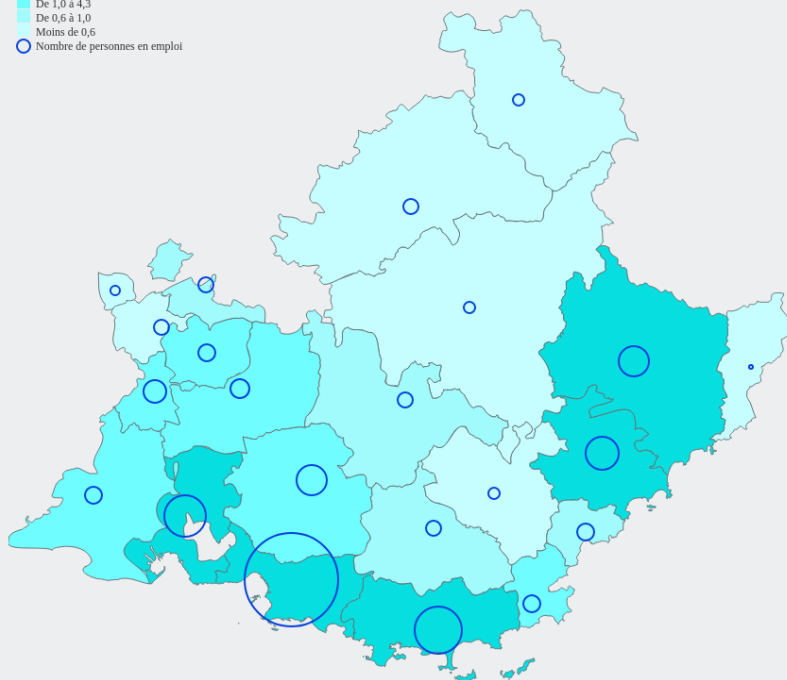 De 1,0 à 4,3
De 0,6 à 1,0
Moins de 0,6
Nombre de personnes en emploi